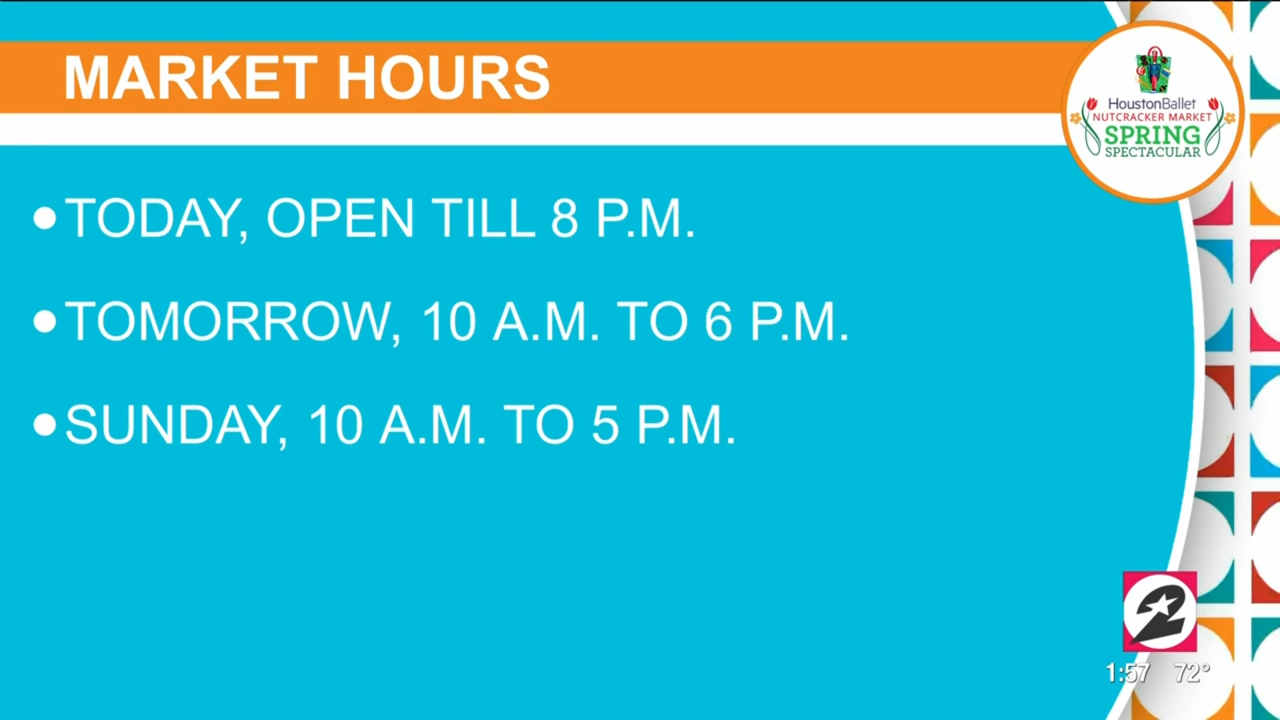 MARKET HOURS
HoustonBallet
NUTCRACKER MARKET
SPRING
SPECTACULAR
●TODAY, OPEN TILL 8 P.M.
●TOMORROW, 10 A.M. TO 6 P.M.
●SUNDAY, 10 A.M. TO 5 P.M.
2
1:57 72°